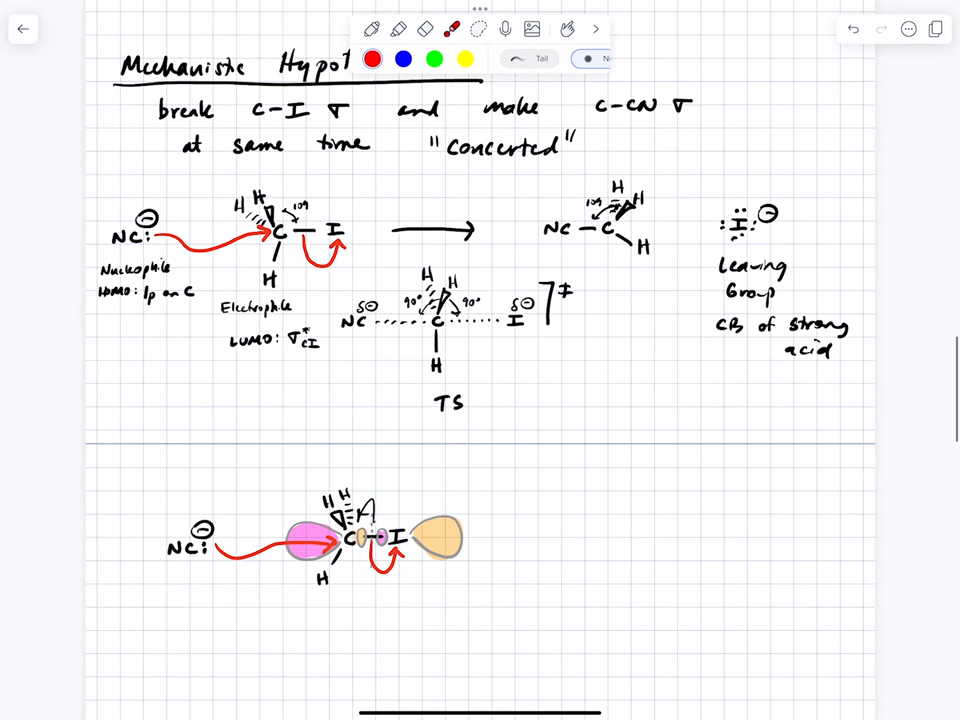 Tail
Mechanistic
break C-I σ and make C-CN σ
at same time "concerted"
H H H 109 H
NC: ⊖ C - I → NC - C 109 H H :I: ⊖
H H
Nucleophile
HOMO: lp on C
Electrophile
LUMO: σ*CI
Leaving
Group
CB of strong
acid
H H
90° 90°
NC δ⊖ C I δ⊖ ‡
H
TS
H H
NC: ⊖ C - I
H